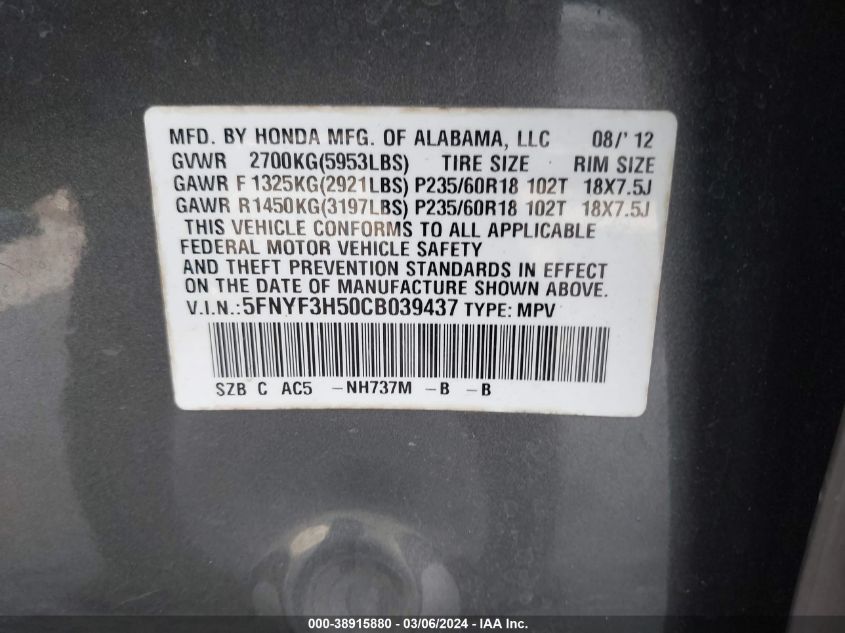 MFD. BY HONDA MFG. OF ALABAMA, LLC 08/' 12
GVWR 2700KG(5953LBS) TIRE SIZE RIM SIZE
GAWR F 1325KG(2921LBS) P235/60R18 102T 18X7.5J
GAWR R1450KG(3197LBS) P235/60R18 102T 18X7.5J
THIS VEHICLE CONFORMS TO ALL APPLICABLE
FEDERAL MOTOR VEHICLE SAFETY
AND THEFT PREVENTION STANDARDS IN EFFECT
ON THE DATE OF MANUFACTURE SHOWN ABOVE.
V.I.N.:5FNYF3H50CB039437 TYPE: MPV
SZB C AC5 -NH737M -B -B
000-38915880 - 03/06/2024 - IAA Inc.